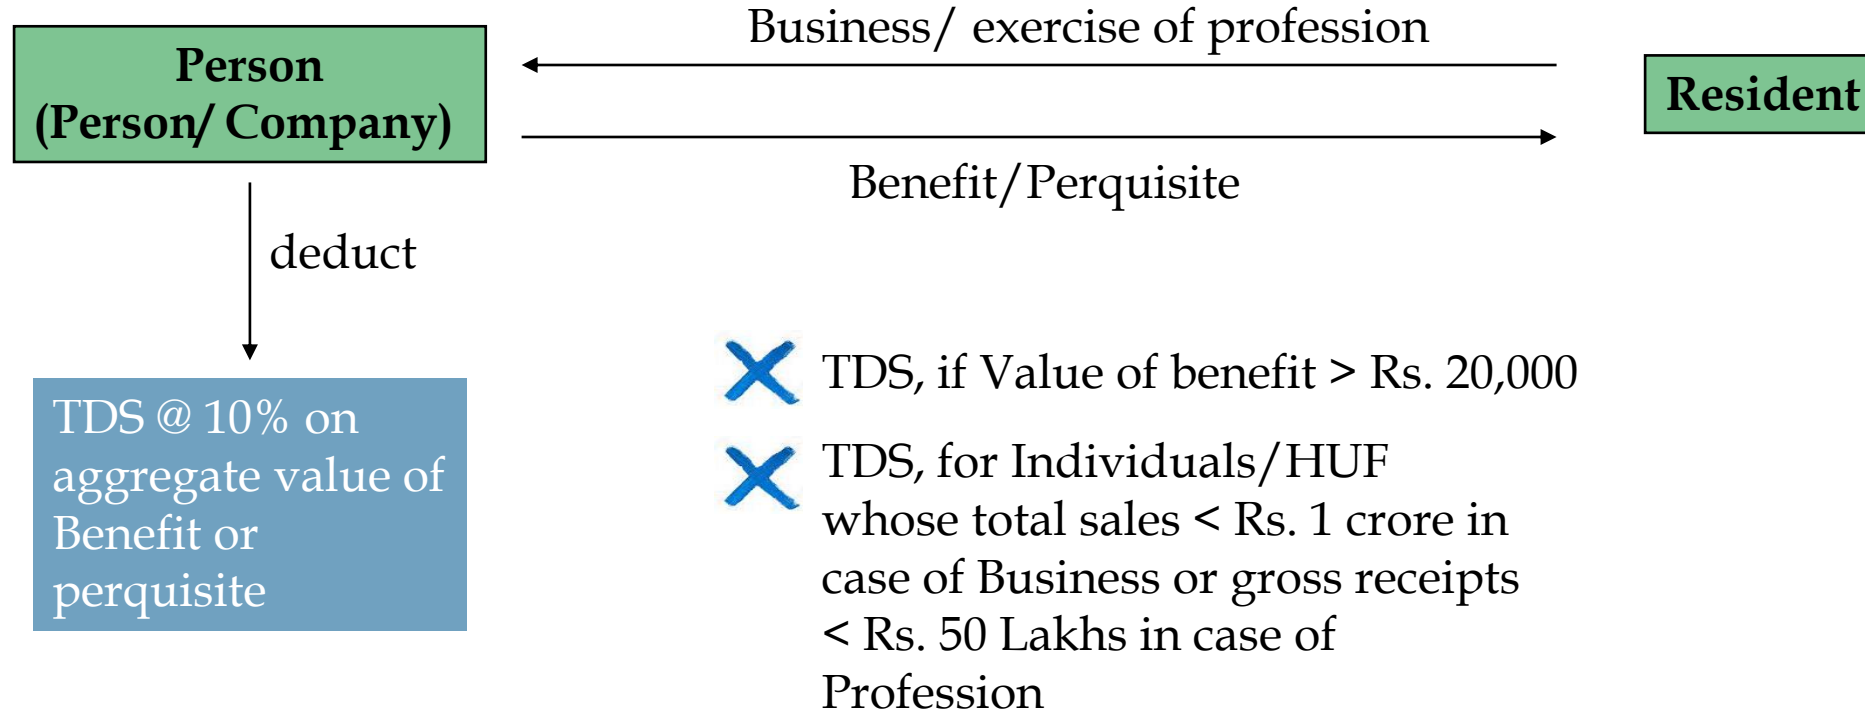 Business/ exercise of profession
Person
(Person/ Company)
Resident
Benefit/Perquisite
deduct
TDS @ 10% on
aggregate value of
Benefit or
perquisite
TDS, if Value of benefit > Rs. 20,000
TDS, for Individuals/HUF
whose total sales < Rs. 1 crore in
case of Business or gross receipts
< Rs. 50 Lakhs in case of
Profession